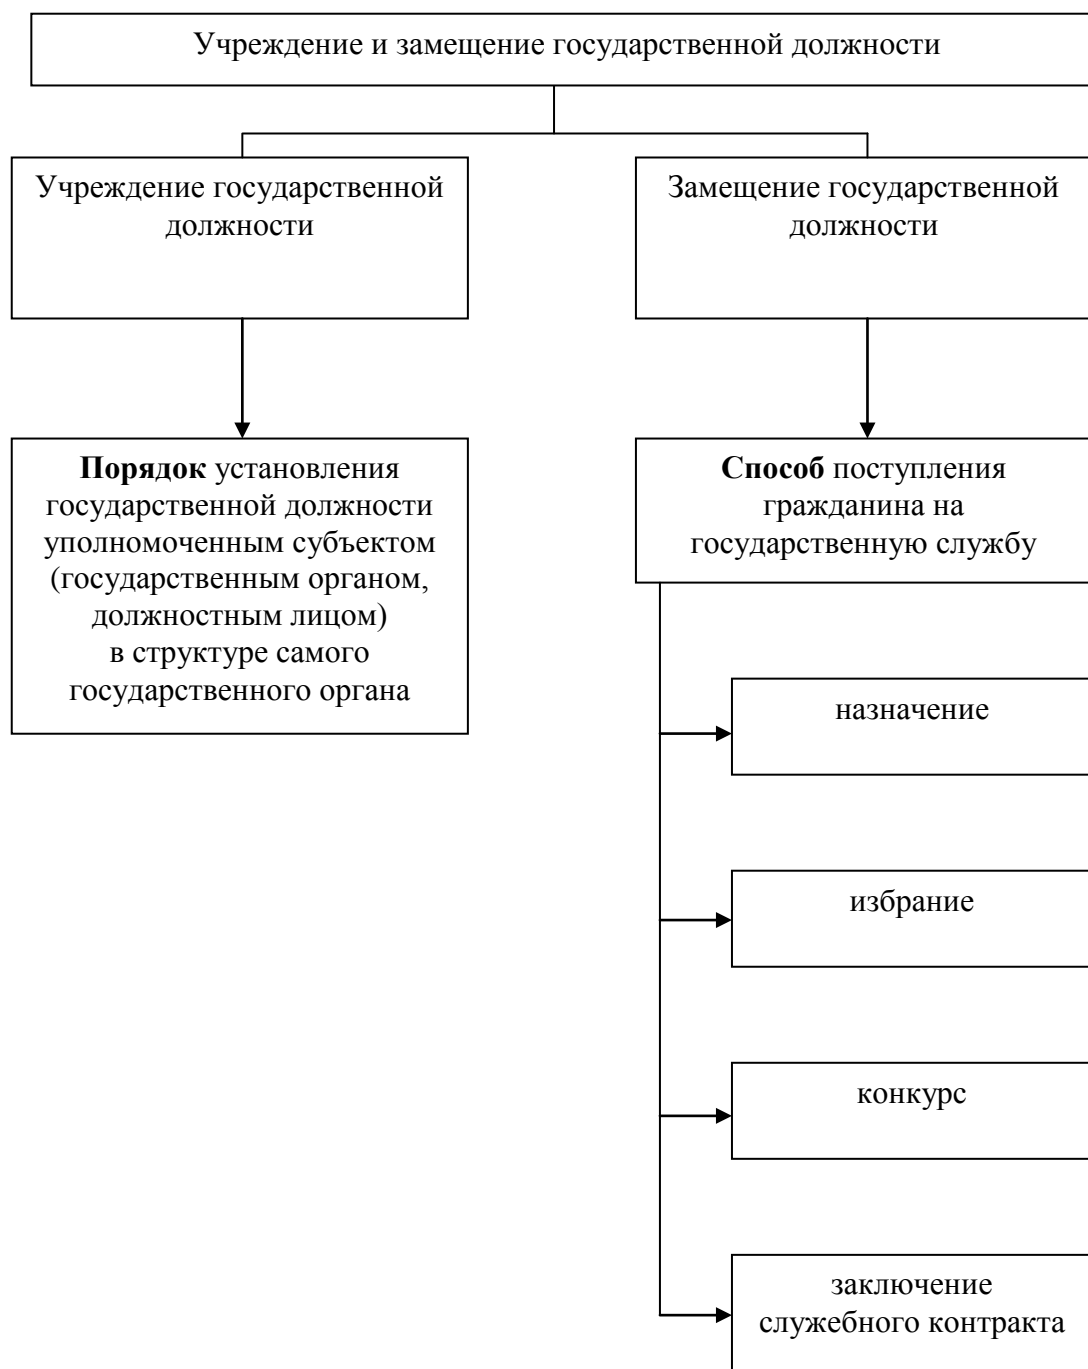 Учреждение и замещение государственной должности
Учреждение государственной
должности
Замещение государственной
должности
Порядок установления
государственной должности
уполномоченным субъектом
(государственным органом,
должностным лицом)
в структуре самого
государственного органа
Способ поступления
гражданина на
государственную службу
назначение
избрание
конкурс
заключение
служебного контракта